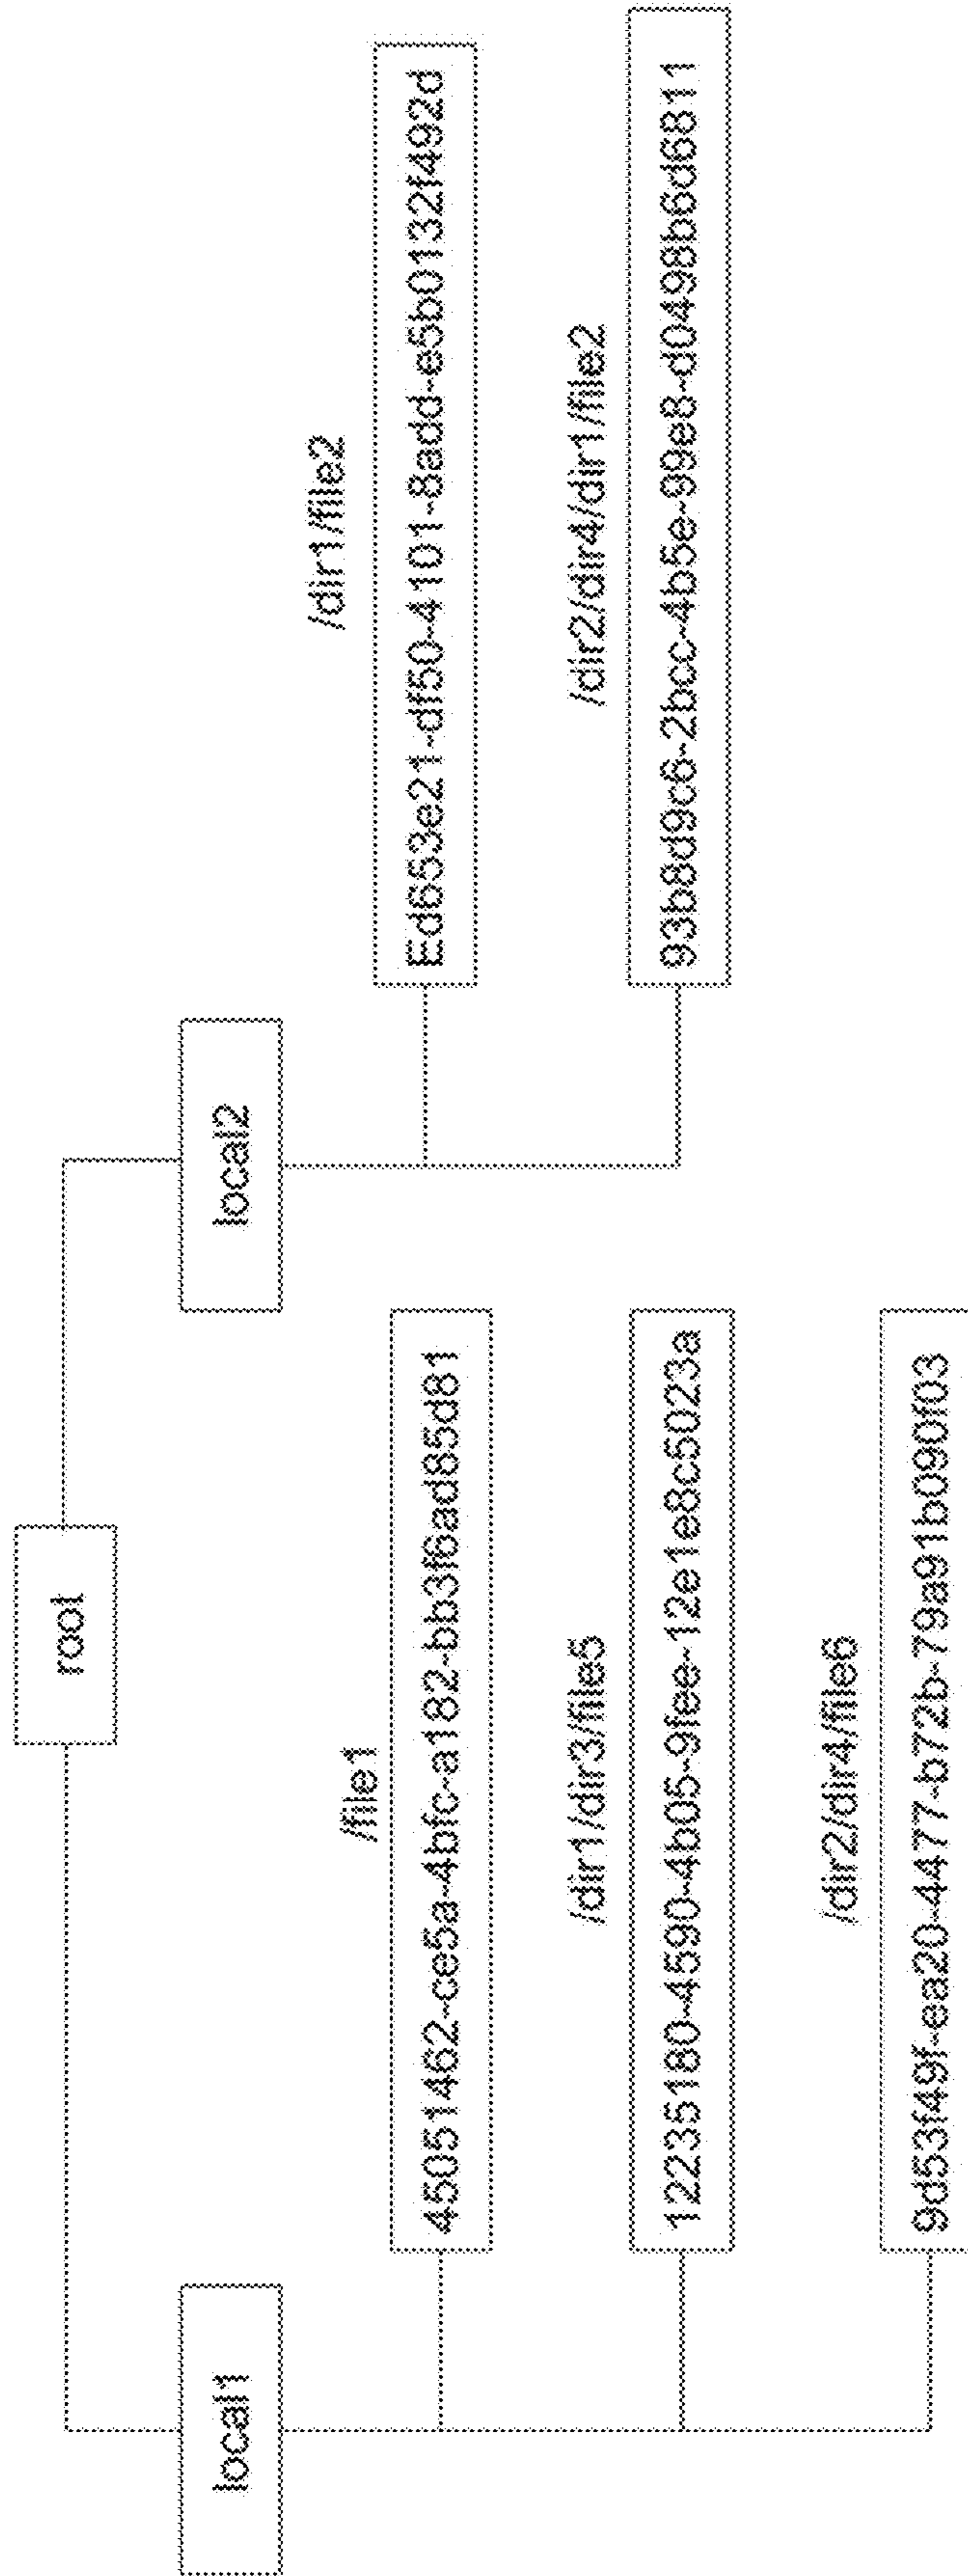 root
local1
local2
/file1
45051462-ce5a-4bfc-a182-bb3f6ad85d81
/dir1/dir3/file5
12235180-4590-4b05-9fee-12e1e8c5023a
/dir2/dir4/file6
9d53f49f-ea20-4477-b72b-79a91b090f03
/dir1/file2
Ed653e21-df50-4101-8add-e5b0132f492d
/dir2/dir4/dir1/file2
93b8d9c6-2bcc-4b5e-99e8-d0498b6d6811